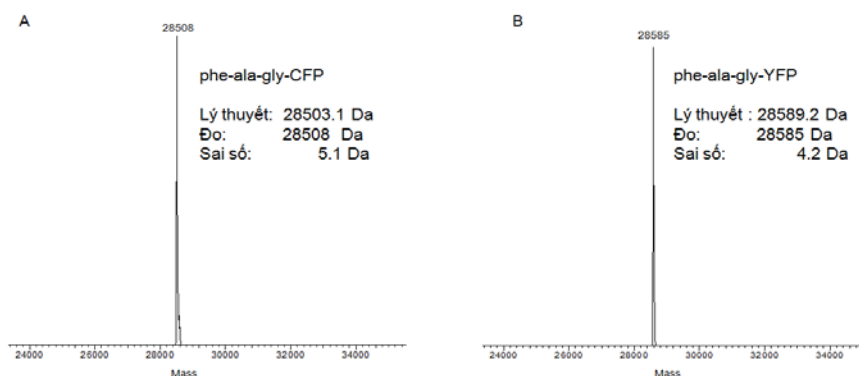 A
28508
phe-ala-gly-CFP
Lý thuyết: 28503.1 Da
Đo: 28508 Da
Sai số: 5.1 Da
24000 26000 28000 30000 32000 34000
Mass
B
28585
phe-ala-gly-YFP
Lý thuyết : 28589.2 Da
Đo: 28585 Da
Sai số: 4.2 Da
24000 26000 28000 30000 32000 34000
Mass